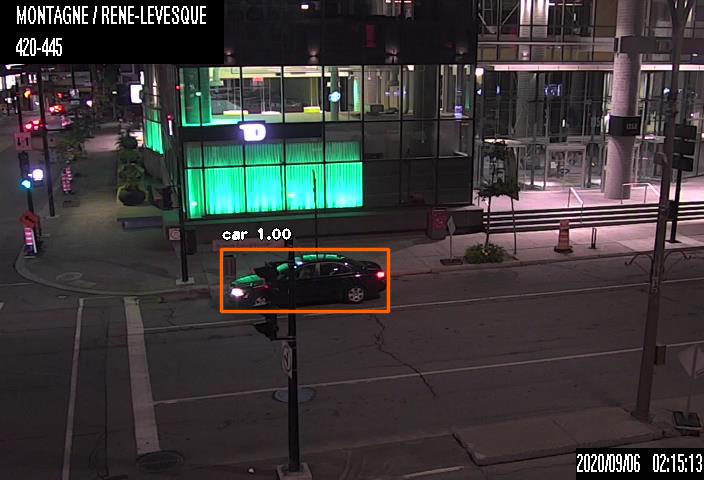 MONTAGNE / RENE-LEVESQUE
420-445
TD
car 1.00
2020/09/06 02:15:13